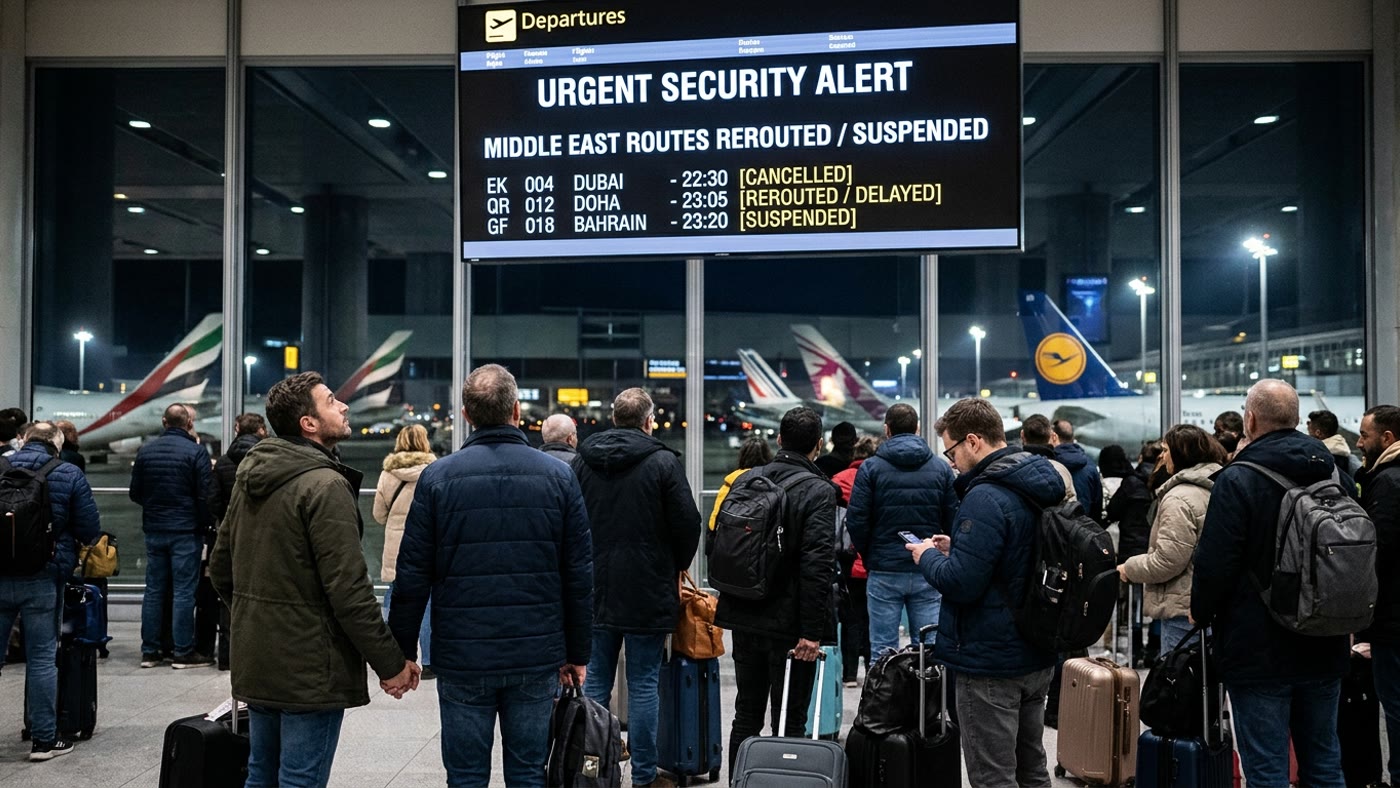 Departures
URGENT SECURITY ALERT
MIDDLE EAST ROUTES REROUTED / SUSPENDED
EK 004 DUBAI - 22:30 [CANCELLED]
QR 012 DOHA - 23:05 [REROUTED / DELAYED]
GF 018 BAHRAIN - 23:20 [SUSPENDED]